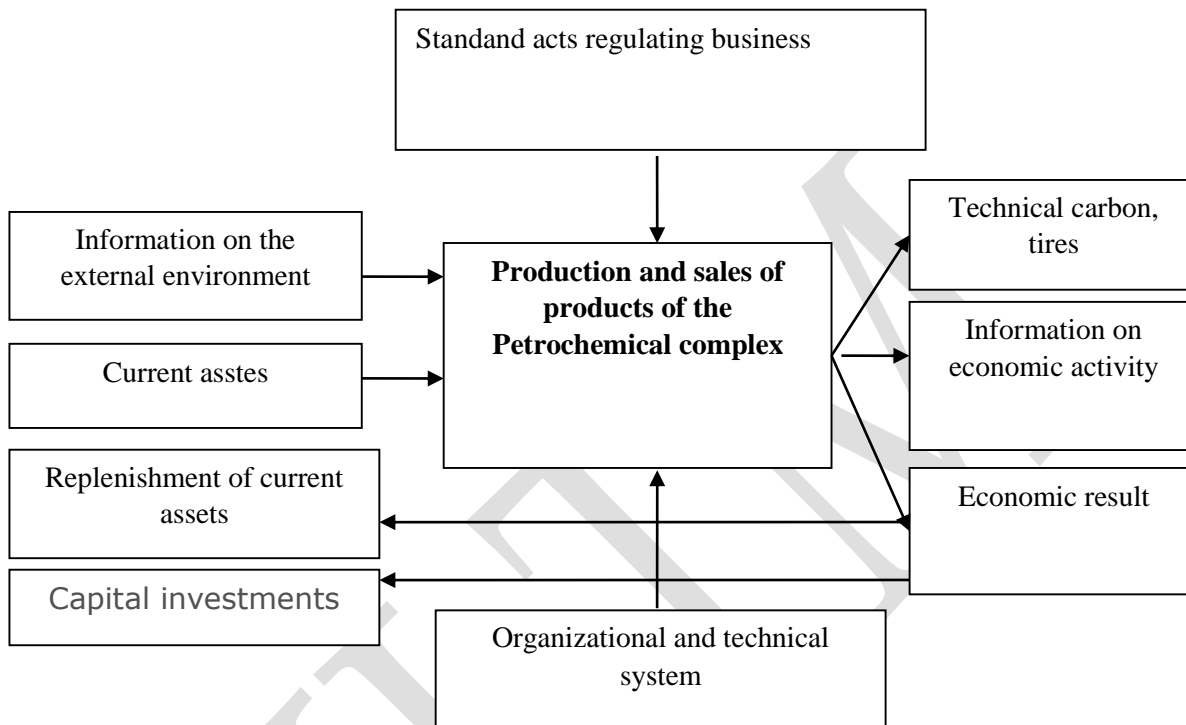 Standand acts regulating business
Technical carbon,
tires
Information on the
external environment
Production and sales of
products of the
Petrochemical complex
Information on
economic activity
Current asstes
Replenishment of current
assets
Economic result
Capital investments
Organizational and technical
system